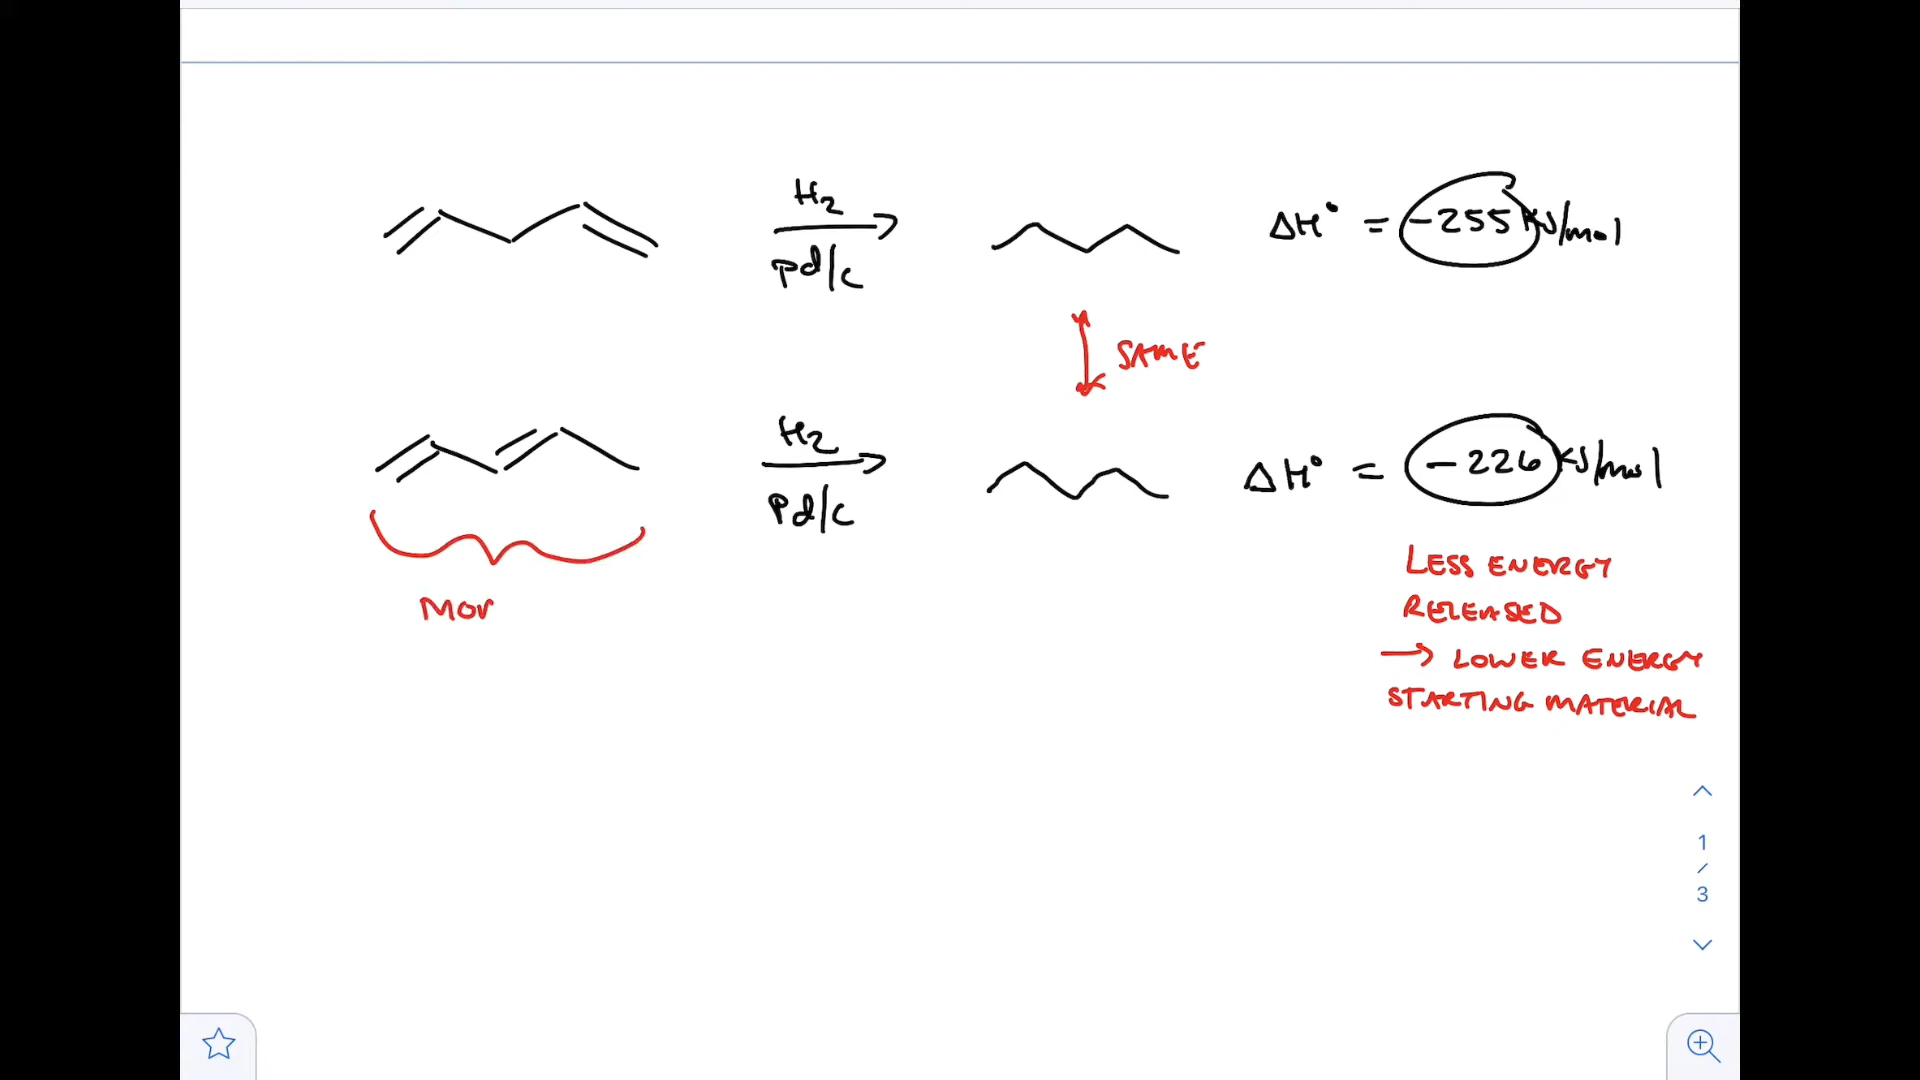 H₂
Pd/C
ΔH° = -255 kJ/mol
SAME
H₂
Pd/C
ΔH° = -226 kJ/mol
LESS ENERGY
RELEASED
→ LOWER ENERGY
STARTING MATERIAL
MOR
1
/
3